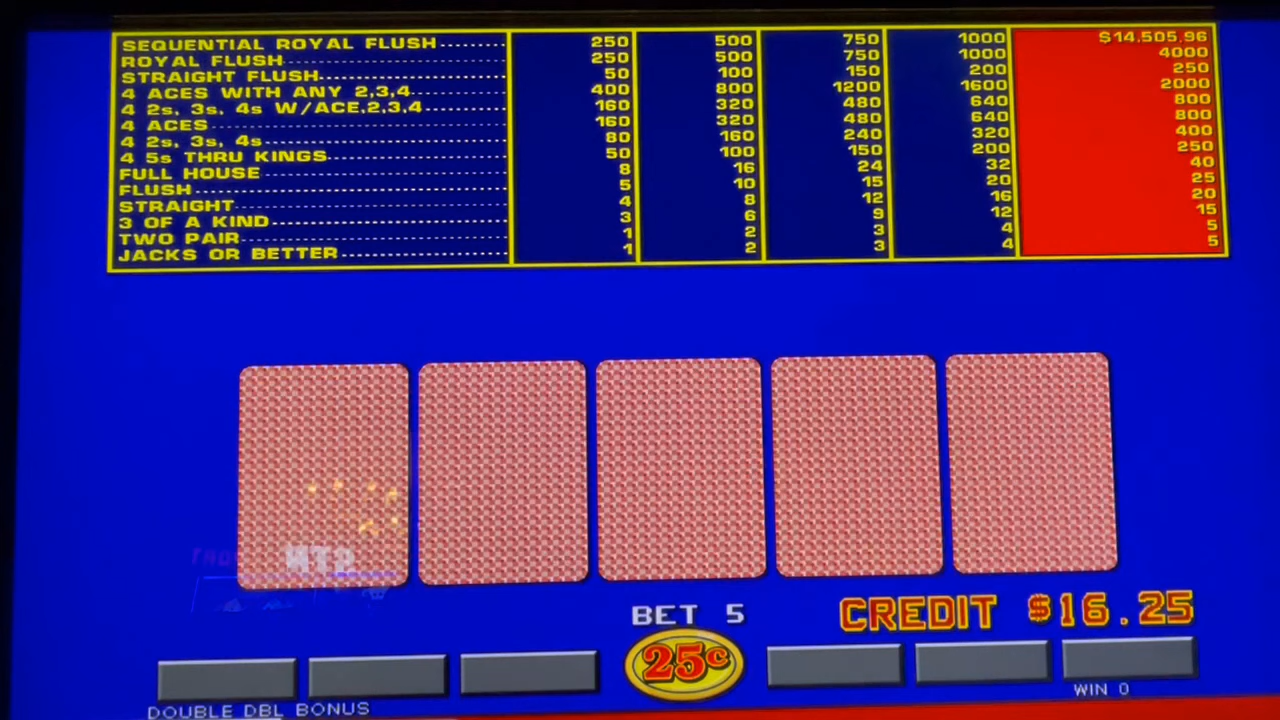 SEQUENTIAL ROYAL FLUSH 250 500 750 1000 $14,505.96
ROYAL FLUSH 250 500 750 1000 4000
STRAIGHT FLUSH 50 100 150 200 250
4 ACES WITH ANY 2,3,4 400 800 1200 1600 2000
4 2s, 3s, 4s W/ACE,2,3,4 160 320 480 640 800
4 ACES 160 320 480 640 800
4 2s, 3s, 4s 80 160 240 320 400
4 5s THRU KINGS 50 100 150 200 250
FULL HOUSE 8 16 24 32 40
FLUSH 5 10 15 20 25
STRAIGHT 4 8 12 16 20
3 OF A KIND 3 6 9 12 15
TWO PAIR 1 2 3 4 5
JACKS OR BETTER 1 2 3 4 5
BET 5
CREDIT $16.25
25¢
WIN 0
DOUBLE DBL BONUS